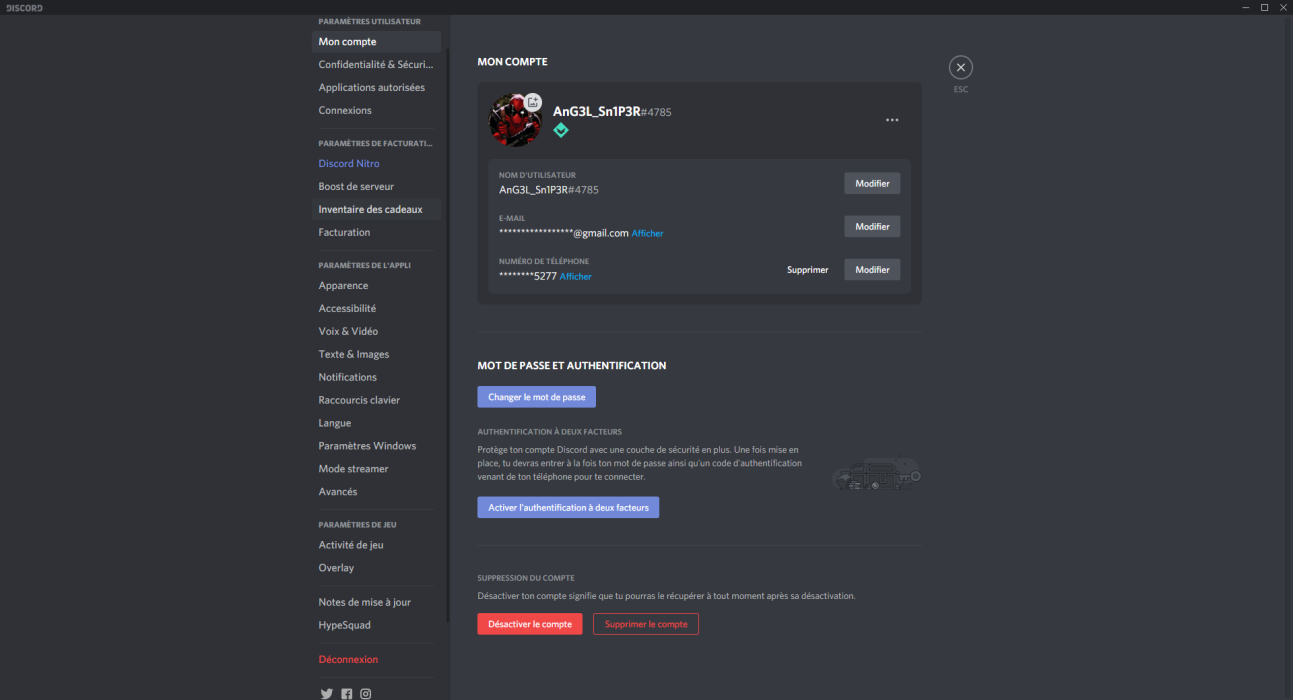 DISCORD
PARAMÈTRES UTILISATEUR
Mon compte
Confidentialité & Sécuri...
Applications autorisées
Connexions
PARAMÈTRES DE FACTURATI...
Discord Nitro
Boost de serveur
Inventaire des cadeaux
Facturation
PARAMÈTRES DE L'APPLI
Apparence
Accessibilité
Voix & Vidéo
Texte & Images
Notifications
Raccourcis clavier
Langue
Paramètres Windows
Mode streamer
Avancés
PARAMÈTRES DE JEU
Activité de jeu
Overlay
Notes de mise à jour
HypeSquad
Déconnexion
MON COMPTE
ESC
AnG3L_Sn1P3R#4785
NOM D'UTILISATEUR
AnG3L_Sn1P3R#4785
Modifier
E-MAIL
*****************@gmail.com Afficher
Modifier
NUMÉRO DE TÉLÉPHONE
********5277 Afficher
Supprimer
Modifier
MOT DE PASSE ET AUTHENTIFICATION
Changer le mot de passe
AUTHENTIFICATION À DEUX FACTEURS
Protège ton compte Discord avec une couche de sécurité en plus. Une fois mise en
place, tu devras entrer à la fois ton mot de passe ainsi qu'un code d'authentification
venant de ton téléphone pour te connecter.
Activer l'authentification à deux facteurs
SUPPRESSION DU COMPTE
Désactiver ton compte signifie que tu pourras le récupérer à tout moment après sa désactivation.
Désactiver le compte
Supprimer le compte